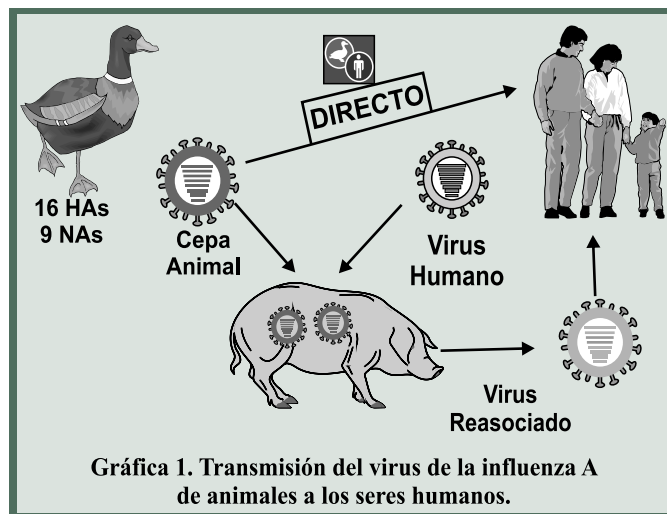 DIRECTO
16 HAs
9 NAs
Cepa
Animal
Virus
Humano
Virus
Reasociado
Gráfica 1. Transmisión del virus de la influenza A
de animales a los seres humanos.